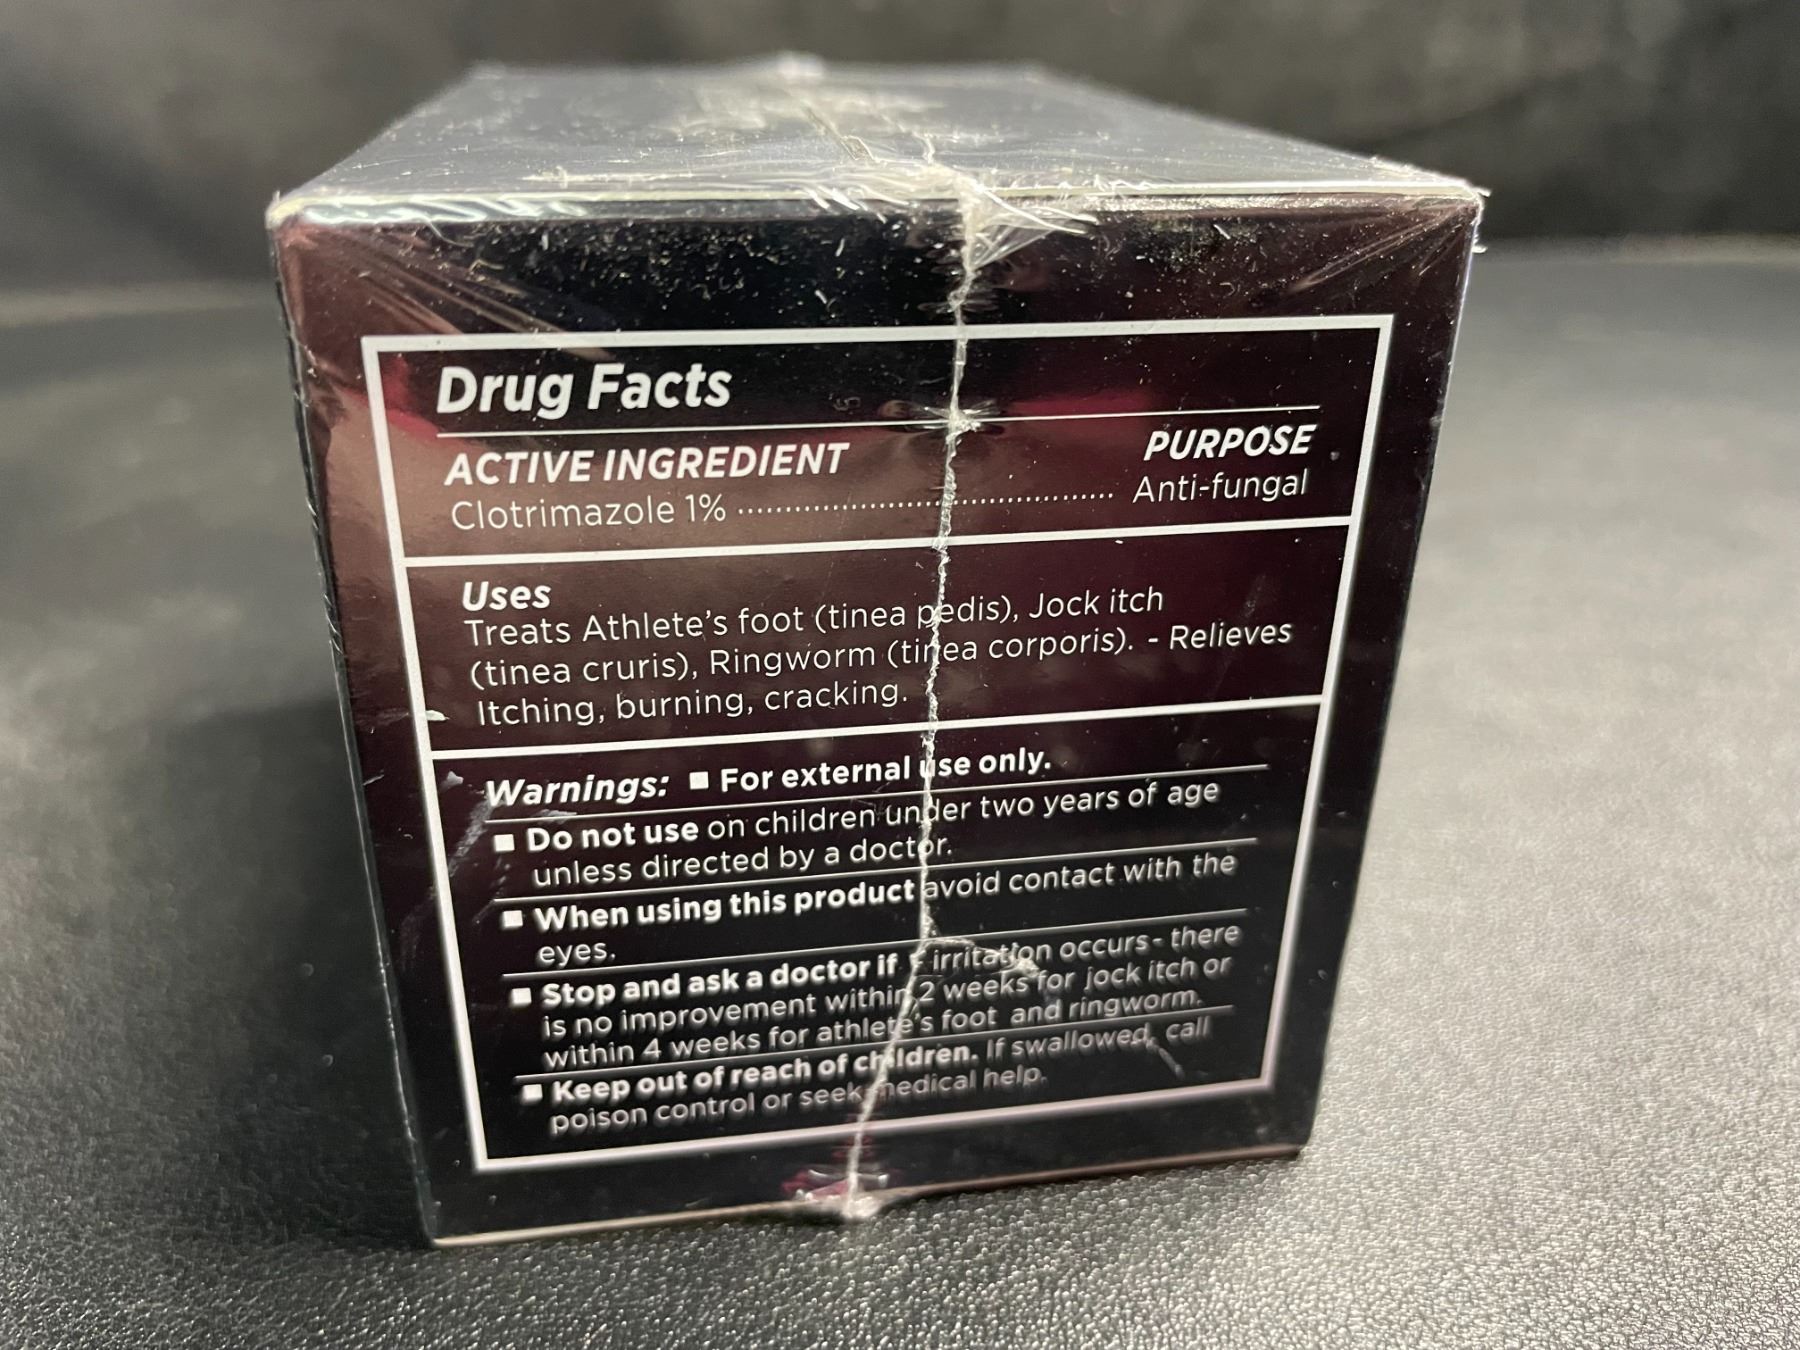 Drug Facts
ACTIVE INGREDIENT PURPOSE
Clotrimazole 1% ........................................ Anti-fungal
Uses
Treats Athlete's foot (tinea pedis), Jock itch
(tinea cruris), Ringworm (tinea corporis). - Relieves
Itching, burning, cracking.
Warnings: ■ For external use only.
■ Do not use on children under two years of age
unless directed by a doctor.
■ When using this product avoid contact with the
eyes.
■ Stop and ask a doctor if irritation occurs- there
is no improvement within 2 weeks for jock itch or
within 4 weeks for athlete's foot and ringworm.
■ Keep out of reach of children. If swallowed, call
poison control or seek medical help.